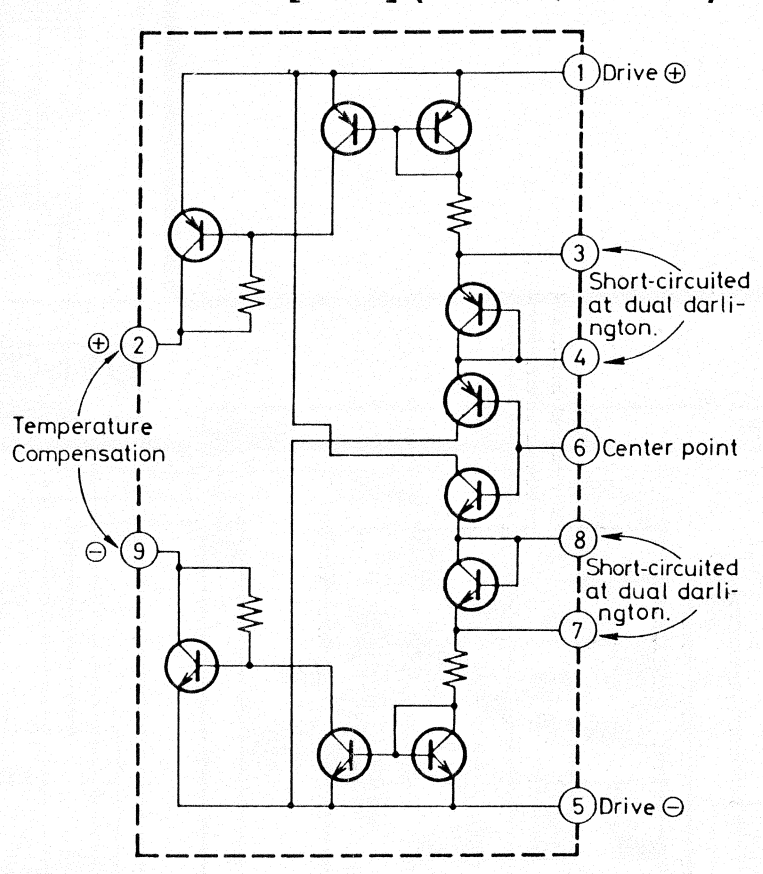 1 Drive ⊕
3
Short-circuited
at dual darli-
ngton.
4
⊕ 2
Temperature
Compensation
6 Center point
⊖ 9
8
Short-circuited
at dual darli-
ngton.
7
5 Drive ⊖